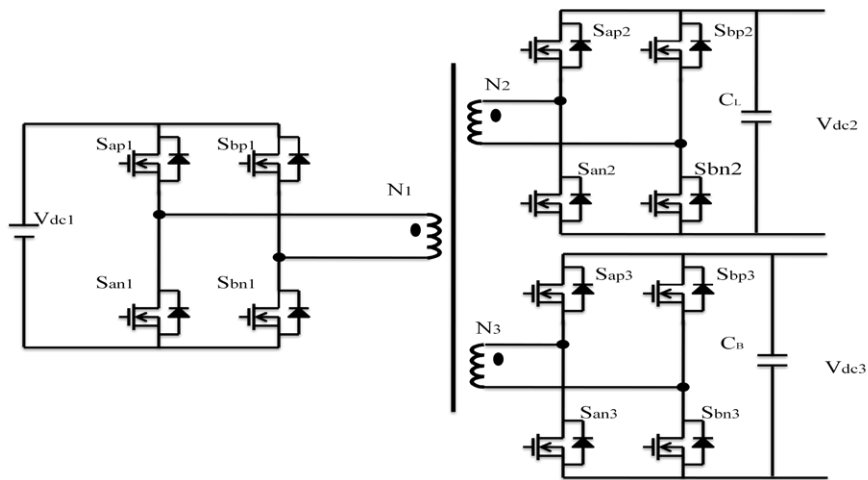 Sap2
Sbp2
N2
CL
Vdc2
Sap1
Sbp1
San2
Sbn2
N1
Vdc1
Sap3
Sbp3
San1
Sbn1
N3
CB
Vdc3
San3
Sbn3